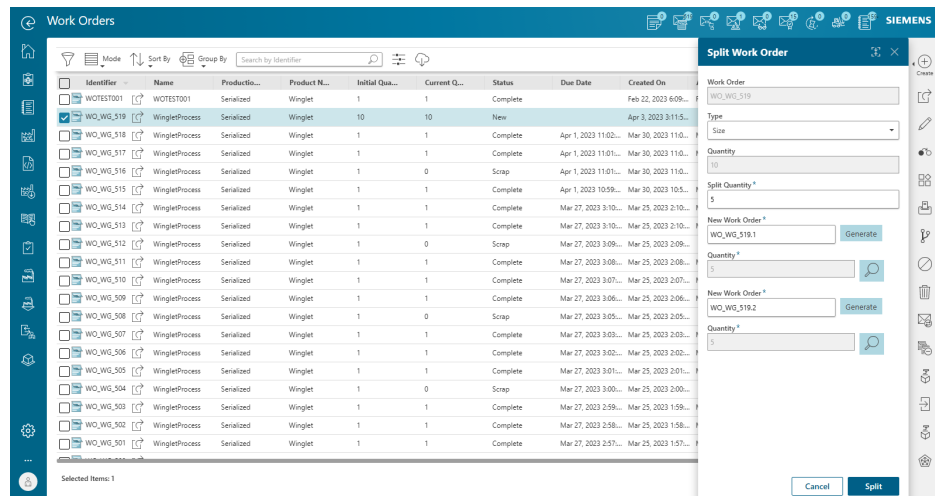 Work Orders
SIEMENS
Mode Sort By Group By Search by Identifier
Identifier Name Productio... Product N... Initial Qua... Current Q... Status Due Date Created On
WOTEST001 WOTEST001 Serialized Winglet 1 1 Complete Feb 22, 2023 6:09:...
WO_WG_519 WingletProcess Serialized Winglet 10 10 New Apr 3, 2023 3:11:5...
WO_WG_518 WingletProcess Serialized Winglet 1 1 Complete Apr 1, 2023 11:02:... Mar 30, 2023 11:0...
WO_WG_517 WingletProcess Serialized Winglet 1 1 Complete Apr 1, 2023 11:01:... Mar 30, 2023 11:0...
WO_WG_516 WingletProcess Serialized Winglet 1 0 Scrap Apr 1, 2023 11:01:... Mar 30, 2023 11:0...
WO_WG_515 WingletProcess Serialized Winglet 1 1 Complete Apr 1, 2023 10:59:... Mar 30, 2023 10:5...
WO_WG_514 WingletProcess Serialized Winglet 1 1 Complete Mar 27, 2023 3:10:... Mar 25, 2023 2:10:...
WO_WG_513 WingletProcess Serialized Winglet 1 1 Complete Mar 27, 2023 3:10:... Mar 25, 2023 2:10:...
WO_WG_512 WingletProcess Serialized Winglet 1 0 Scrap Mar 27, 2023 3:09:... Mar 25, 2023 2:09:...
WO_WG_511 WingletProcess Serialized Winglet 1 1 Complete Mar 27, 2023 3:08:... Mar 25, 2023 2:08:...
WO_WG_510 WingletProcess Serialized Winglet 1 1 Complete Mar 27, 2023 3:07:... Mar 25, 2023 2:07:...
WO_WG_509 WingletProcess Serialized Winglet 1 1 Complete Mar 27, 2023 3:06:... Mar 25, 2023 2:06:...
WO_WG_508 WingletProcess Serialized Winglet 1 0 Scrap Mar 27, 2023 3:05:... Mar 25, 2023 2:05:...
WO_WG_507 WingletProcess Serialized Winglet 1 1 Complete Mar 27, 2023 3:03:... Mar 25, 2023 2:03:...
WO_WG_506 WingletProcess Serialized Winglet 1 1 Complete Mar 27, 2023 3:02:... Mar 25, 2023 2:02:...
WO_WG_505 WingletProcess Serialized Winglet 1 1 Complete Mar 27, 2023 3:01:... Mar 25, 2023 2:01:...
WO_WG_504 WingletProcess Serialized Winglet 1 0 Scrap Mar 27, 2023 3:00:... Mar 25, 2023 2:00:...
WO_WG_503 WingletProcess Serialized Winglet 1 1 Complete Mar 27, 2023 2:59:... Mar 25, 2023 1:59:...
WO_WG_502 WingletProcess Serialized Winglet 1 1 Complete Mar 27, 2023 2:58:... Mar 25, 2023 1:58:...
WO_WG_501 WingletProcess Serialized Winglet 1 1 Complete Mar 27, 2023 2:57:... Mar 25, 2023 1:57:...
Selected Items: 1
Split Work Order
Work Order
WO_WG_519
Type
Size
Quantity
10
Split Quantity*
5
New Work Order*
WO_WG_519.1 Generate
Quantity*
5
New Work Order*
WO_WG_519.2 Generate
Quantity*
5
Cancel Split
Create